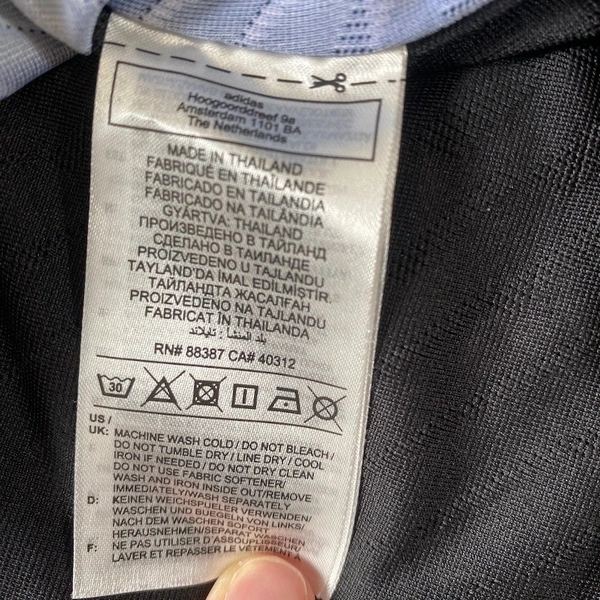 adidas
Hoogoorddreef 9a
Amsterdam 1101 BA
The Netherlands
MADE IN THAILAND
FABRIQUÉ EN THAÏLANDE
FABRICADO EN TAILANDIA
FABRICADO NA TAILÂNDIA
GYÁRTVA: THAILAND
ПРОИЗВЕДЕНО В ТАЙЛАНД
СДЕЛАНО В ТАИЛАНДЕ
PROIZVEDENO U TAJLANDU
TAYLAND'DA İMAL EDİLMİŞTİR.
ТАЙЛАНДТА ЖАСАЛҒАН
PROIZVEDENO NA TAJLANDU
FABRICAT ÎN THAILANDA
بلد المنشأ : تايلاند
RN# 88387 CA# 40312
30
US /
UK: MACHINE WASH COLD / DO NOT BLEACH /
DO NOT TUMBLE DRY / LINE DRY / COOL
IRON IF NEEDED / DO NOT DRY CLEAN
DO NOT USE FABRIC SOFTENER/
WASH AND IRON INSIDE OUT/REMOVE
IMMEDIATELY/WASH SEPARATELY
D: KEINEN WEICHSPUELER VERWENDEN/
WASCHEN UND BUEGELN VON LINKS/
NACH DEM WASCHEN SOFORT
HERAUSNEHMEN/SEPARAT WASCHEN
F: NE PAS UTILISER D'ASSOUPLISSEUR/
LAVER ET REPASSER LE VÊTEMENT À